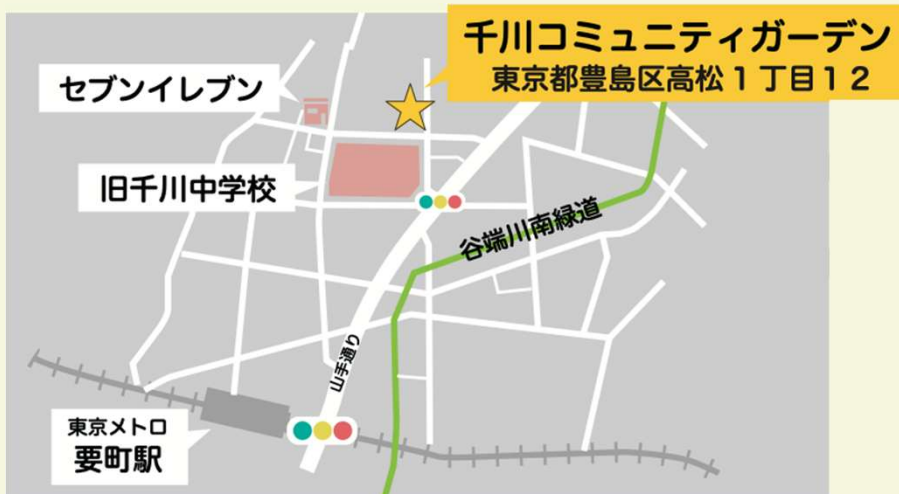 千川コミュニティガーデン
東京都豊島区高松１丁目１２
セブンイレブン
旧千川中学校
谷端川南緑道
山手通り
東京メトロ
要町駅